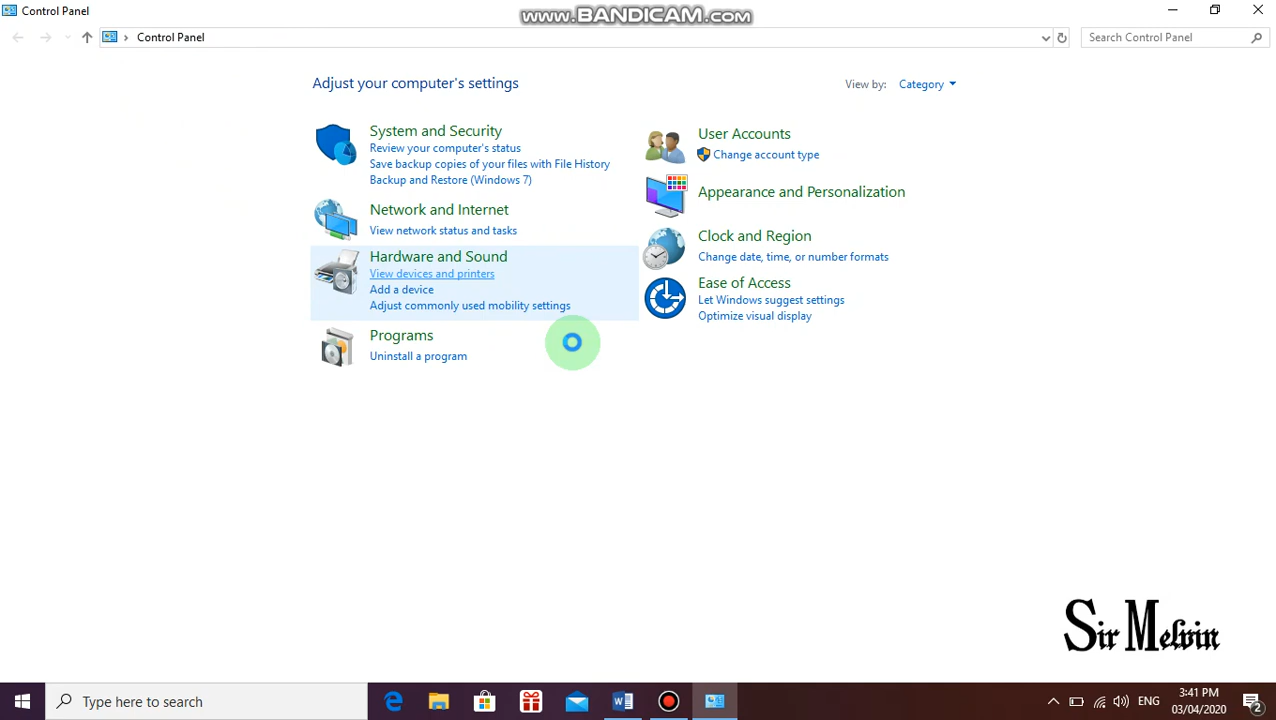 Control Panel
www.BANDICAM.com
Control Panel
Search Control Panel
Adjust your computer's settings
View by: Category
System and Security
Review your computer's status
Save backup copies of your files with File History
Backup and Restore (Windows 7)
Network and Internet
View network status and tasks
Hardware and Sound
View devices and printers
Add a device
Adjust commonly used mobility settings
Programs
Uninstall a program
User Accounts
Change account type
Appearance and Personalization
Clock and Region
Change date, time, or number formats
Ease of Access
Let Windows suggest settings
Optimize visual display
Sir Melvin
Type here to search
ENG
3:41 PM
03/04/2020
2